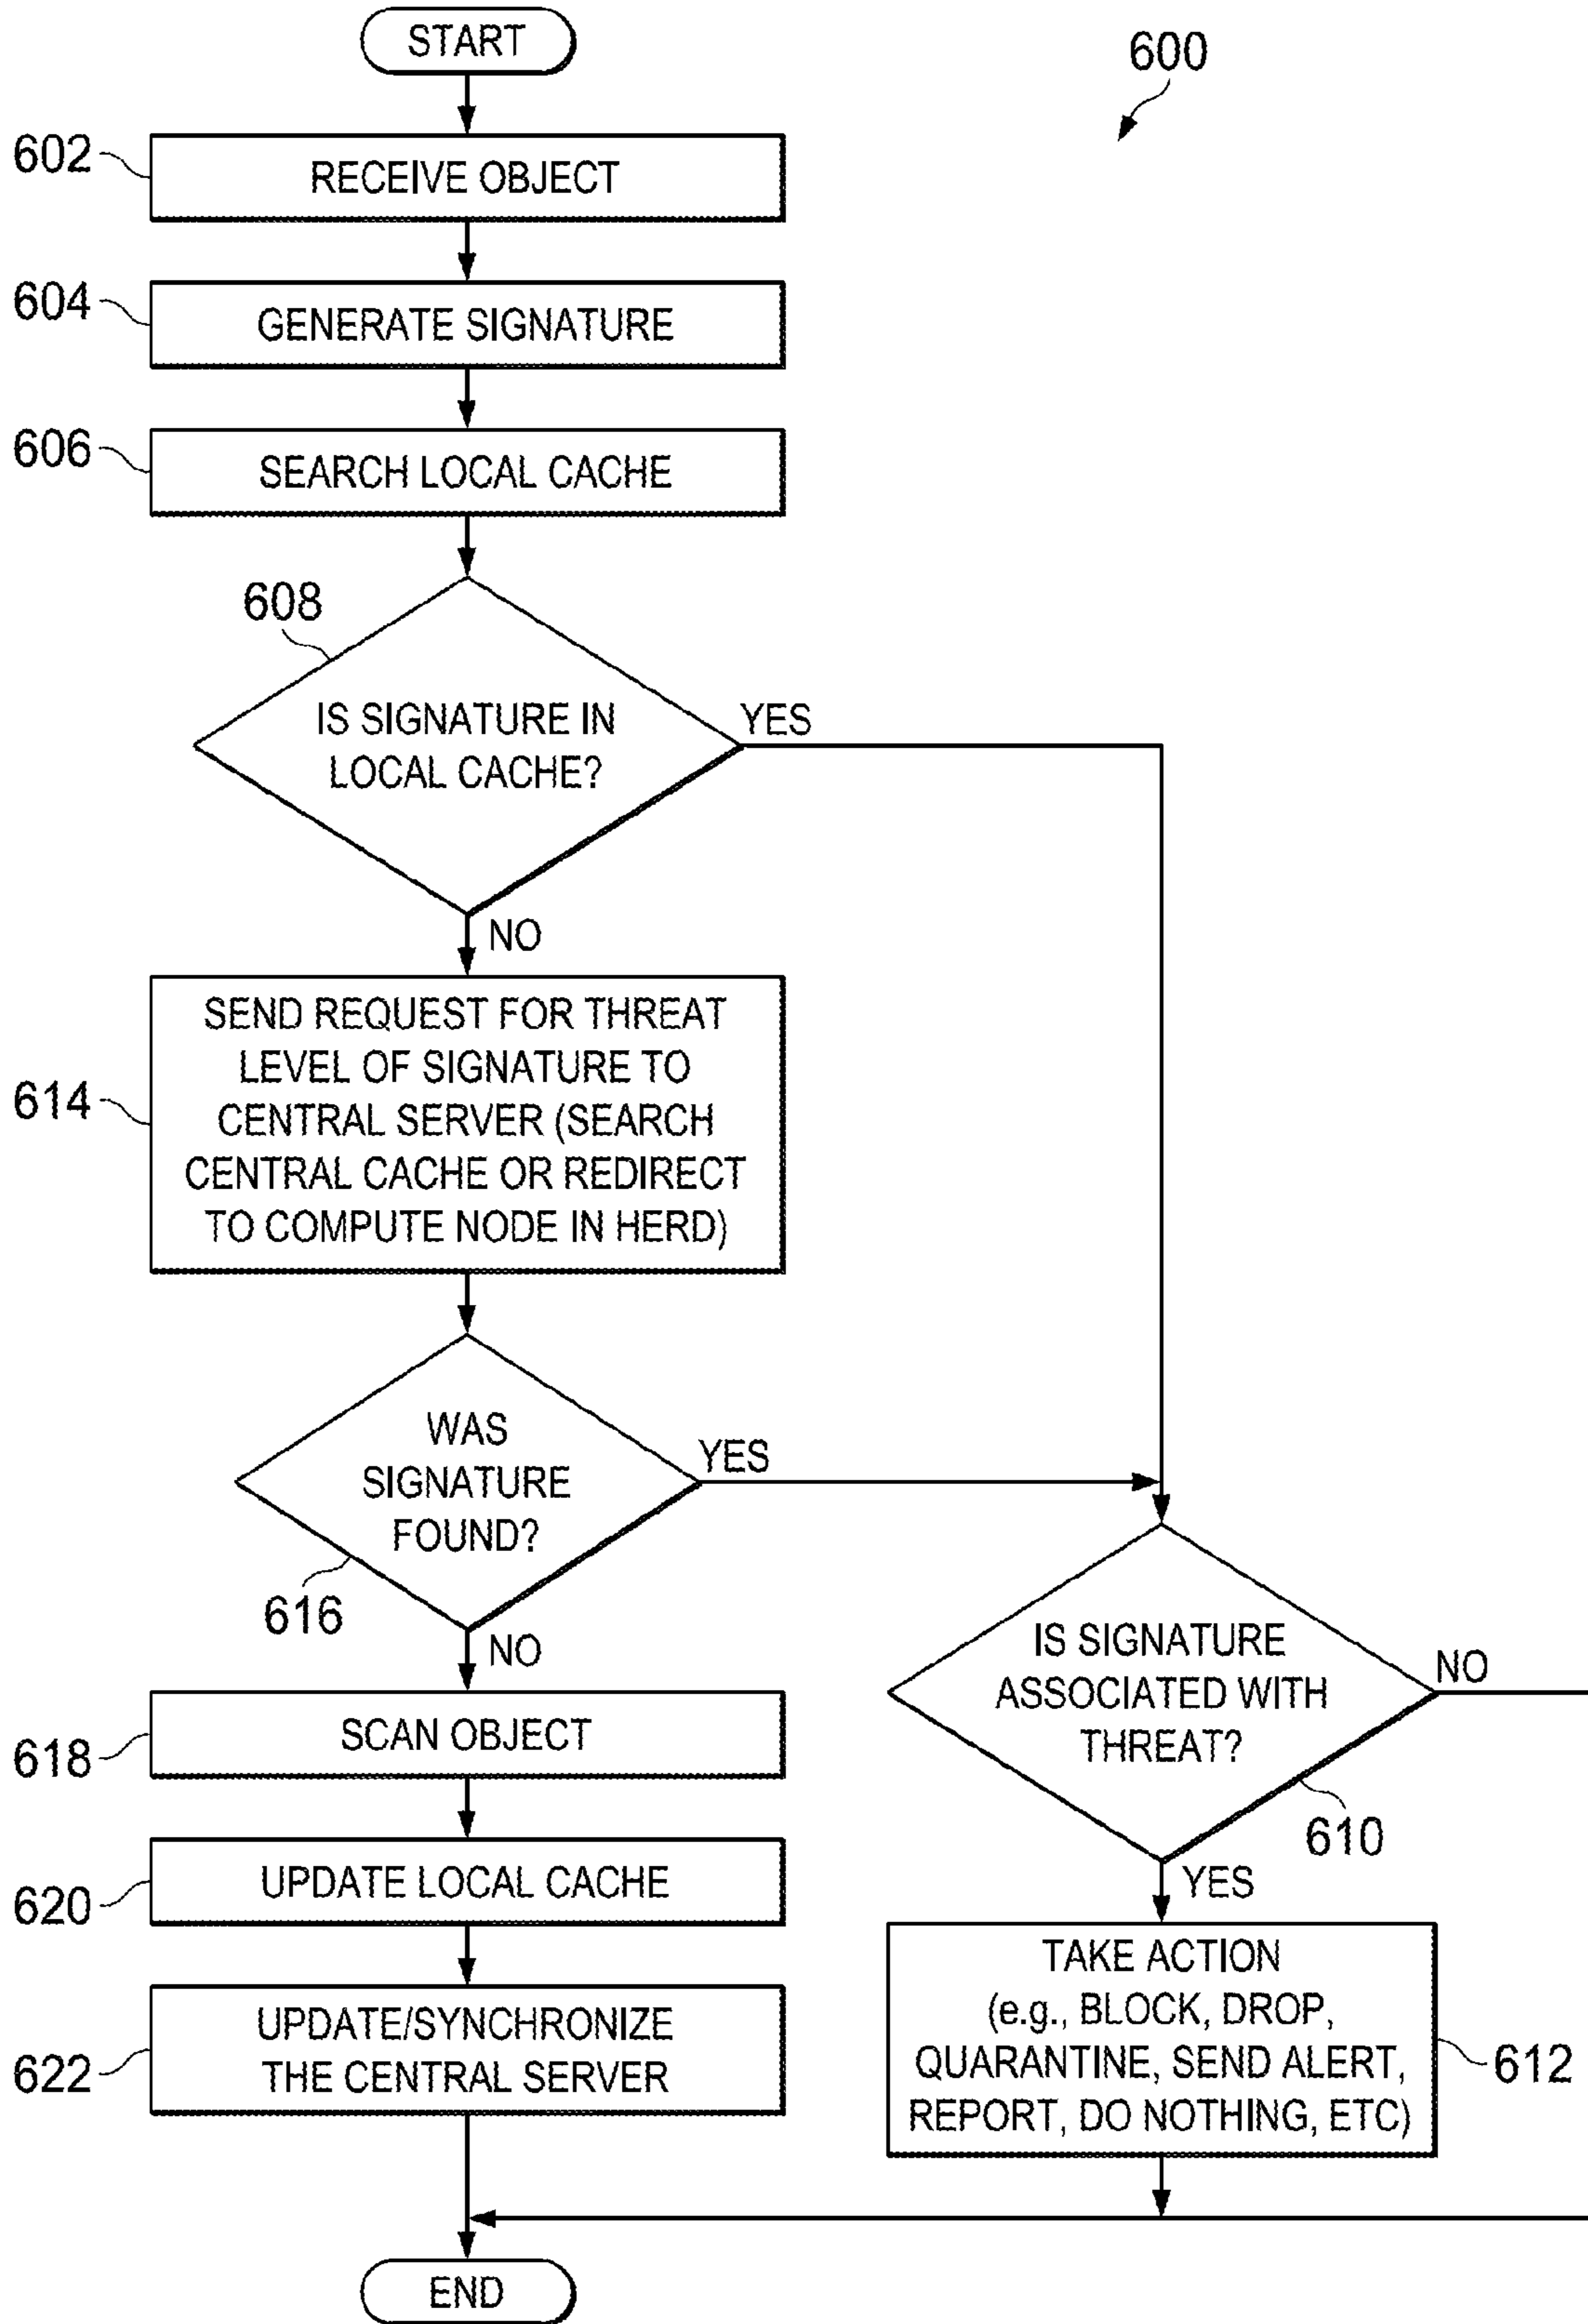 START
600
602
RECEIVE OBJECT
604
GENERATE SIGNATURE
606
SEARCH LOCAL CACHE
608
IS SIGNATURE IN
LOCAL CACHE?
YES
NO
614
SEND REQUEST FOR THREAT
LEVEL OF SIGNATURE TO
CENTRAL SERVER (SEARCH
CENTRAL CACHE OR REDIRECT
TO COMPUTE NODE IN HERD)
WAS
SIGNATURE
FOUND?
YES
616
NO
IS SIGNATURE
ASSOCIATED WITH
THREAT?
NO
610
YES
618
SCAN OBJECT
620
UPDATE LOCAL CACHE
622
UPDATE/SYNCHRONIZE
THE CENTRAL SERVER
TAKE ACTION
(e.g., BLOCK, DROP,
QUARANTINE, SEND ALERT,
REPORT, DO NOTHING, ETC)
612
END